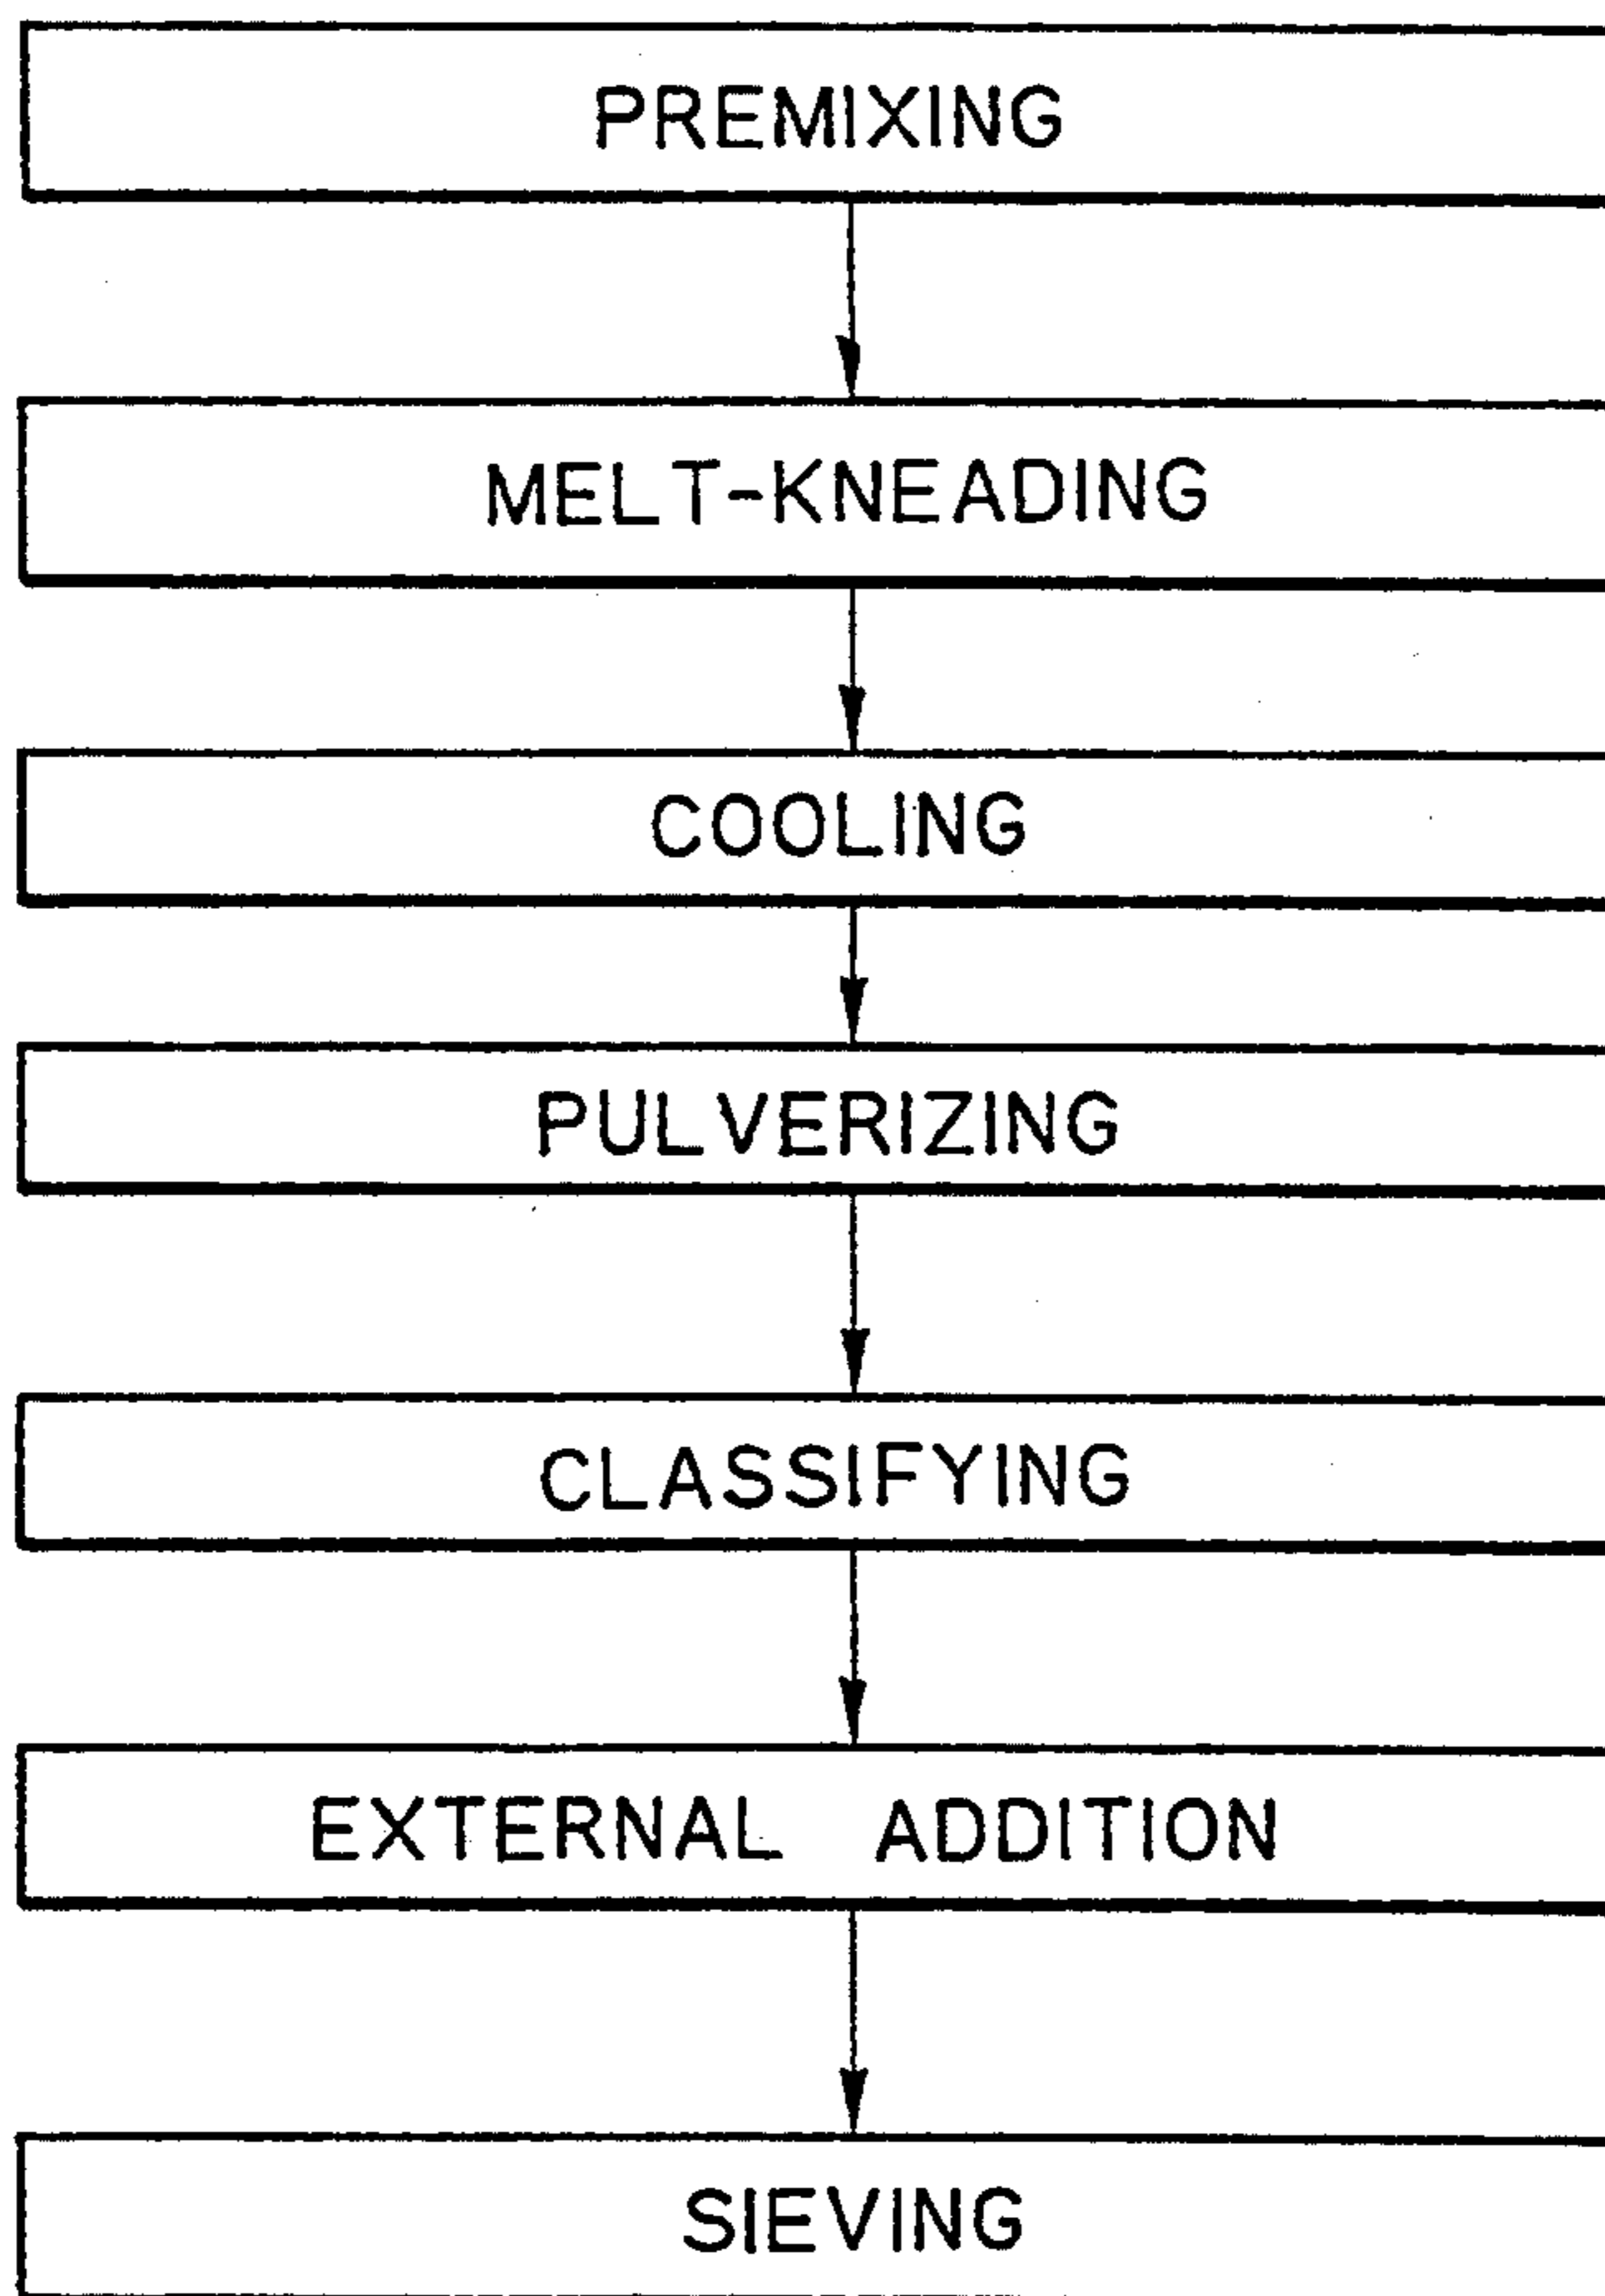 PREMIXING
MELT-KNEADING
COOLING
PULVERIZING
CLASSIFYING
EXTERNAL ADDITION
SIEVING